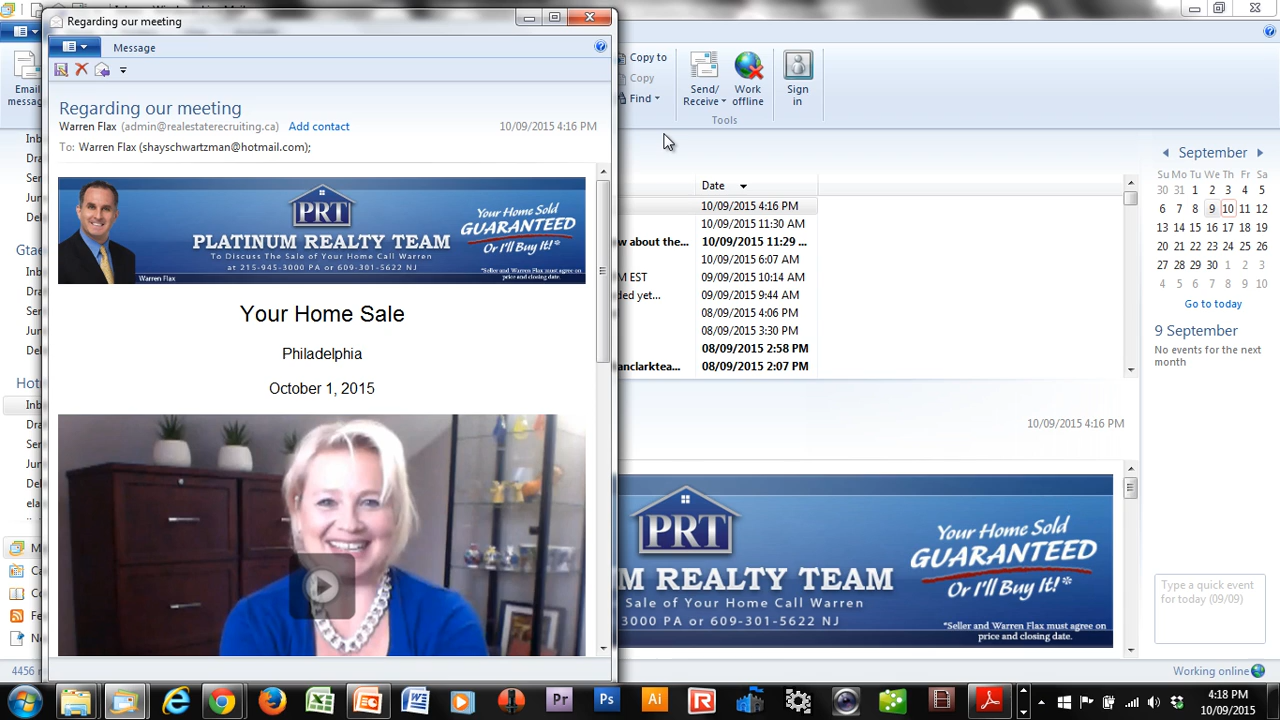 Regarding our meeting
Message
Regarding our meeting
Warren Flax (admin@realestaterecruiting.ca) Add contact 10/09/2015 4:16 PM
To: Warren Flax (shayschwartzman@hotmail.com);
PRT
PLATINUM REALTY TEAM
To Discuss The Sale of Your Home Call Warren
at 215-945-3000 PA or 609-301-5622 NJ
Warren Flax
Your Home Sold
GUARANTEED
Or I'll Buy It!*
*Seller and Warren Flax must agree on
price and closing date.
Your Home Sale
Philadelphia
October 1, 2015
Email
Copy to
Copy
Find
Send/
Receive
Work
offline
Sign
in
Tools
Date
10/09/2015 4:16 PM
10/09/2015 11:30 AM
w about the... 10/09/2015 11:29 ...
10/09/2015 6:07 AM
M EST 09/09/2015 10:14 AM
ded yet... 09/09/2015 9:44 AM
08/09/2015 4:06 PM
08/09/2015 3:30 PM
08/09/2015 2:58 PM
anclarktea... 08/09/2015 2:07 PM
10/09/2015 4:16 PM
PRT
M REALTY TEAM
Sale of Your Home Call Warren
3000 PA or 609-301-5622 NJ
Your Home Sold
GUARANTEED
Or I'll Buy It!*
*Seller and Warren Flax must agree on
price and closing date.
September
Su Mo Tu We Th Fr Sa
30 31 1 2 3 4 5
6 7 8 9 10 11 12
13 14 15 16 17 18 19
20 21 22 23 24 25 26
27 28 29 30 1 2 3
4 5 6 7 8 9 10
Go to today
9 September
No events for the next
month
Type a quick event
for today (09/09)
Working online
4456
Pr
Ps
Ai
4:18 PM
10/09/2015